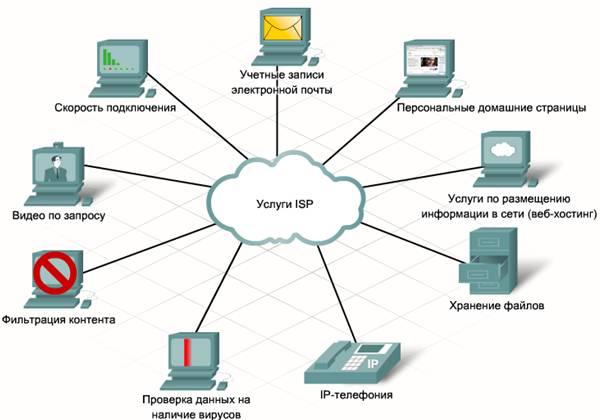 Учетные записи
электронной почты
Скорость подключения
Персональные домашние страницы
Видео по запросу
Услуги ISP
Услуги по размещению
информации в сети (веб-хостинг)
Фильтрация контента
Хранение файлов
Проверка данных на
наличие вирусов
IP
IP-телефония